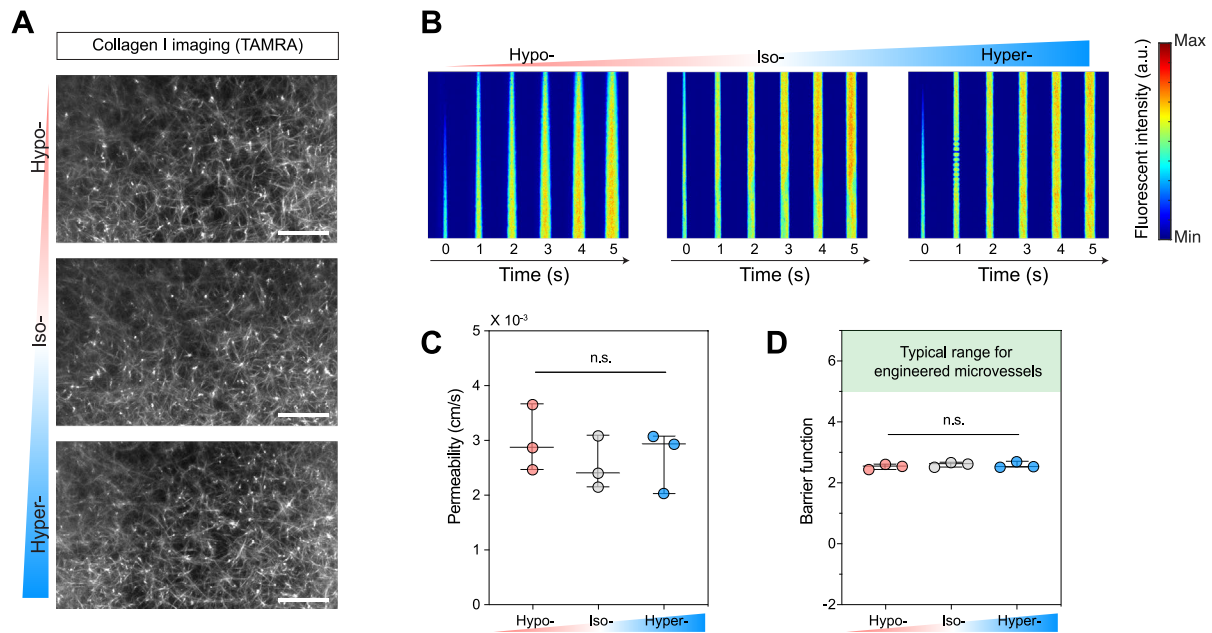 A
Collagen I imaging (TAMRA)
Hypo-
Iso-
Hyper-
B
Hypo-
Iso-
Hyper-
0 1 2 3 4 5
Time (s)
0 1 2 3 4 5
Time (s)
0 1 2 3 4 5
Time (s)
Fluorescent intensity (a.u.)
Max
Min
C
X 10⁻³
5
4
3
2
1
0
Permeability (cm/s)
n.s.
Hypo- Iso- Hyper-
D
6
4
2
0
-2
Barrier function
Typical range for
engineered microvessels
n.s.
Hypo- Iso- Hyper-